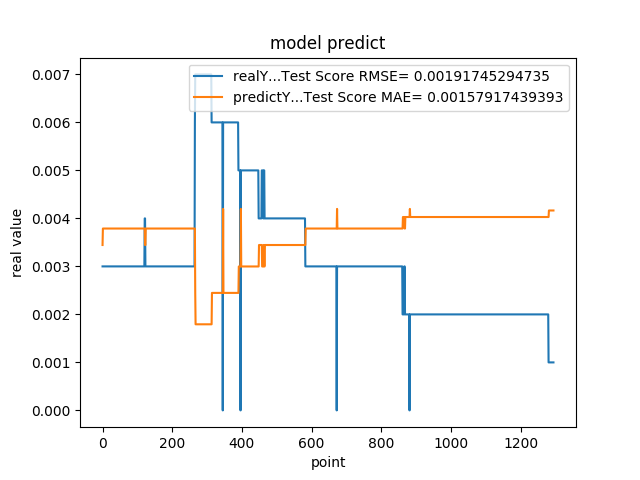 model predict
realY...Test Score RMSE= 0.00191745294735
predictY...Test Score MAE= 0.00157917439393
0.007
0.006
0.005
0.004
0.003
0.002
0.001
0.000
real value
0 200 400 600 800 1000 1200
point